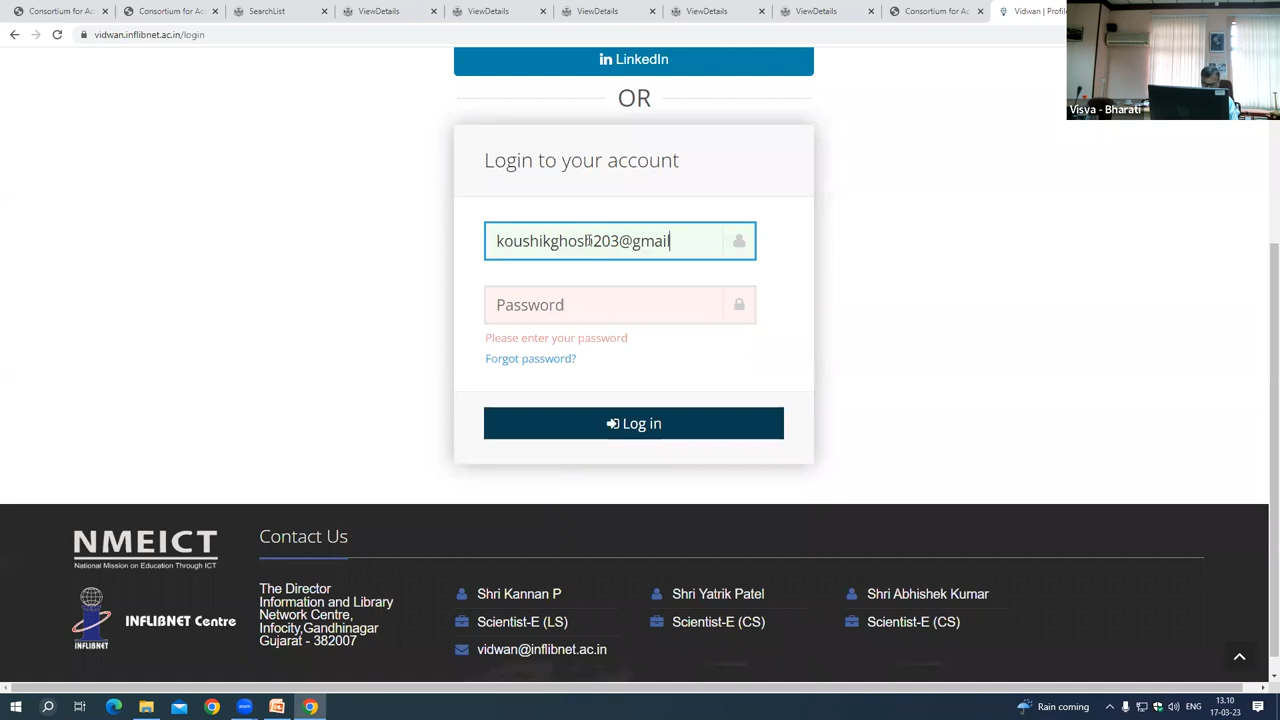 Consortium for Ac
Consortium for Ac
SearchList
ViewDetails
ViewDetails
ViewDetails
ViewDetails
ViewDetails
Consortium for Ac
Vidwan | Profil
vidwan.inflibnet.ac.in/login
in LinkedIn
OR
Visva - Bharati
Login to your account
koushikghosh203@gmail
Password
Please enter your password
Forgot password?
Log in
NMEICT
National Mission on Education Through ICT
INFLIBNET
INFLIBNET Centre
Contact Us
The Director
Information and Library
Network Centre,
Infocity,Gandhinagar
Gujarat - 382007
Shri Kannan P
Scientist-E (LS)
vidwan@inflibnet.ac.in
Shri Yatrik Patel
Scientist-E (CS)
Shri Abhishek Kumar
Scientist-E (CS)
Rain coming
ENG
13.10
17-03-23